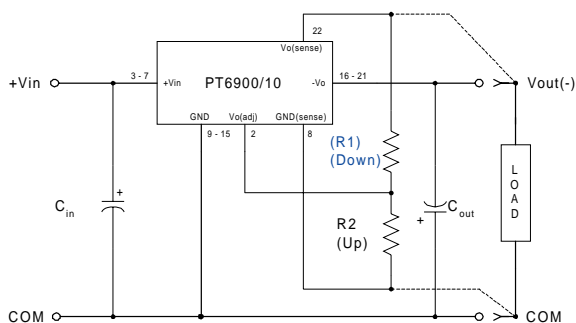 22
Vo(sense)
+Vin
3 - 7
+Vin
PT6900/10
-Vo
16 - 21
Vout(-)
GND
Vo(adj)
GND(sense)
9 - 15
2
8
(R1)
(Down)
L
O
A
D
+
C in
R2
(Up)
+
C out
COM
COM